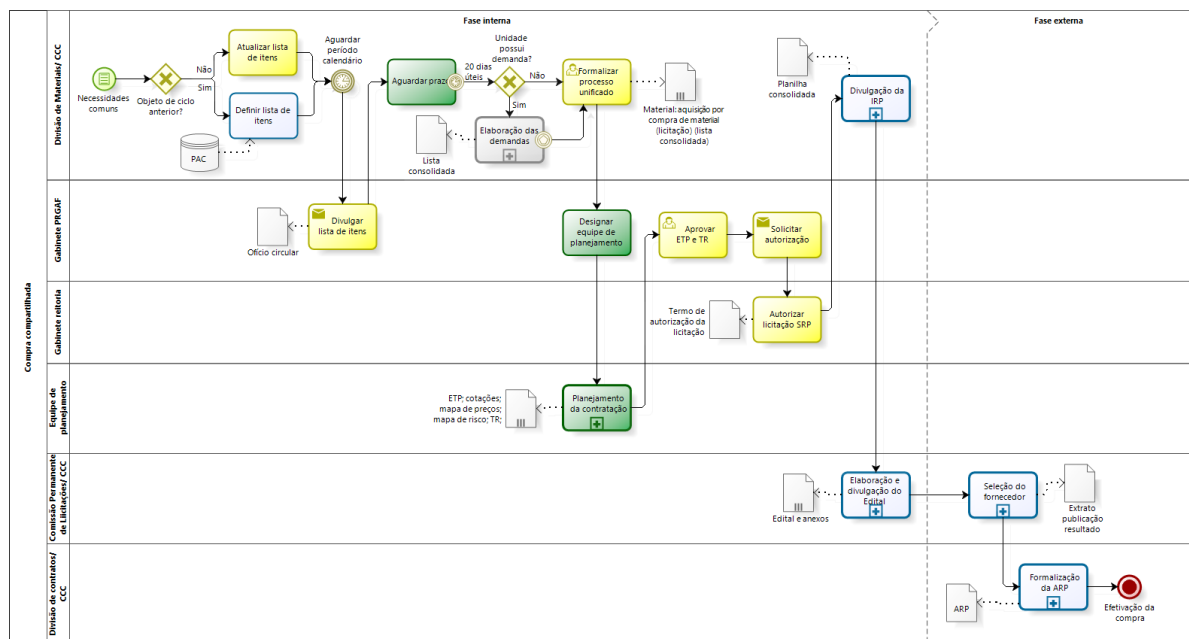 Fase interna
Fase externa
Compra compartilhada
Divisão de Materiais/ CCC
Necessidades
comuns
Objeto de ciclo
anterior?
Não
Sim
Atualizar lista
de itens
Definir lista de
itens
PAC
Aguardar
período
calendário
Aguardar prazo
20 dias
úteis
Unidade
possui
demanda?
Não
Sim
Elaboração das
demandas
Lista
consolidada
Formalizar
processo
unificado
Material: aquisição por
compra de material
(licitação) (lista
consolidada)
Planilha
consolidada
Divulgação da
IRP
Gabinete PRGAF
Ofício circular
Divulgar
lista de itens
Designar
equipe de
planejamento
Aprovar
ETP e TR
Solicitar
autorização
Gabinete reitoria
Termo de
autorização da
licitação
Autorizar
licitação SRP
Equipe de
planejamento
ETP; cotações;
mapa de preços;
mapa de risco; TR;
Planejamento
da contratação
Comissão Permanente
de Llicitações/ CCC
Edital e anexos
Elaboração e
divulgação do
Edital
Seleção do
fornecedor
Extrato
publicação
resultado
Divisão de contratos/
CCC
ARP
Formalização
da ARP
Efetivação da
compra